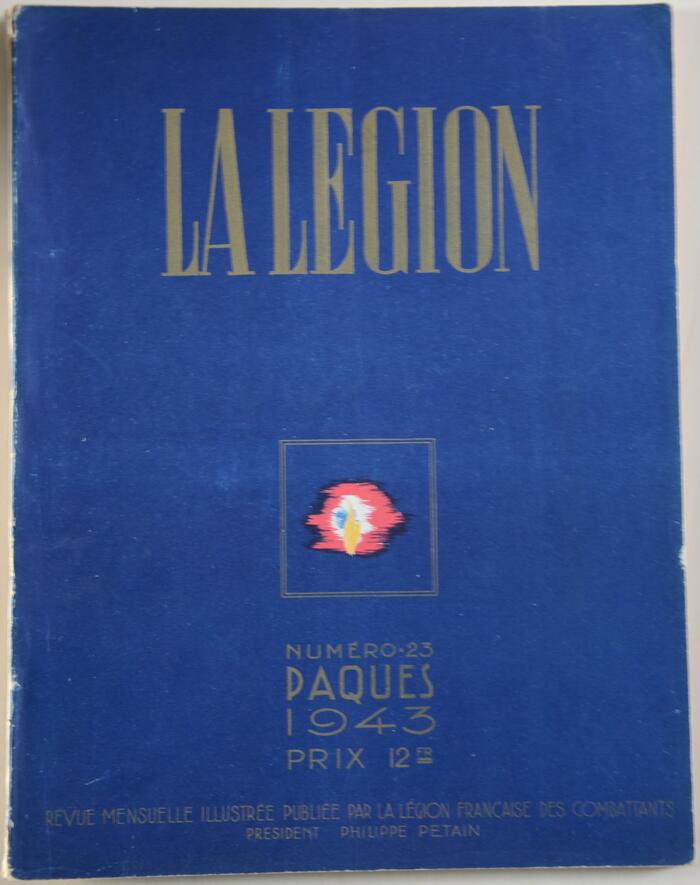 LA LEGION
NUMÉRO·23
PAQUES
1943
PRIX 12 FR
REVUE MENSUELLE ILLUSTRÉE PUBLIÉE PAR LA LÉGION FRANÇAISE DES COMBATTANTS
PRESIDENT PHILIPPE PETAIN